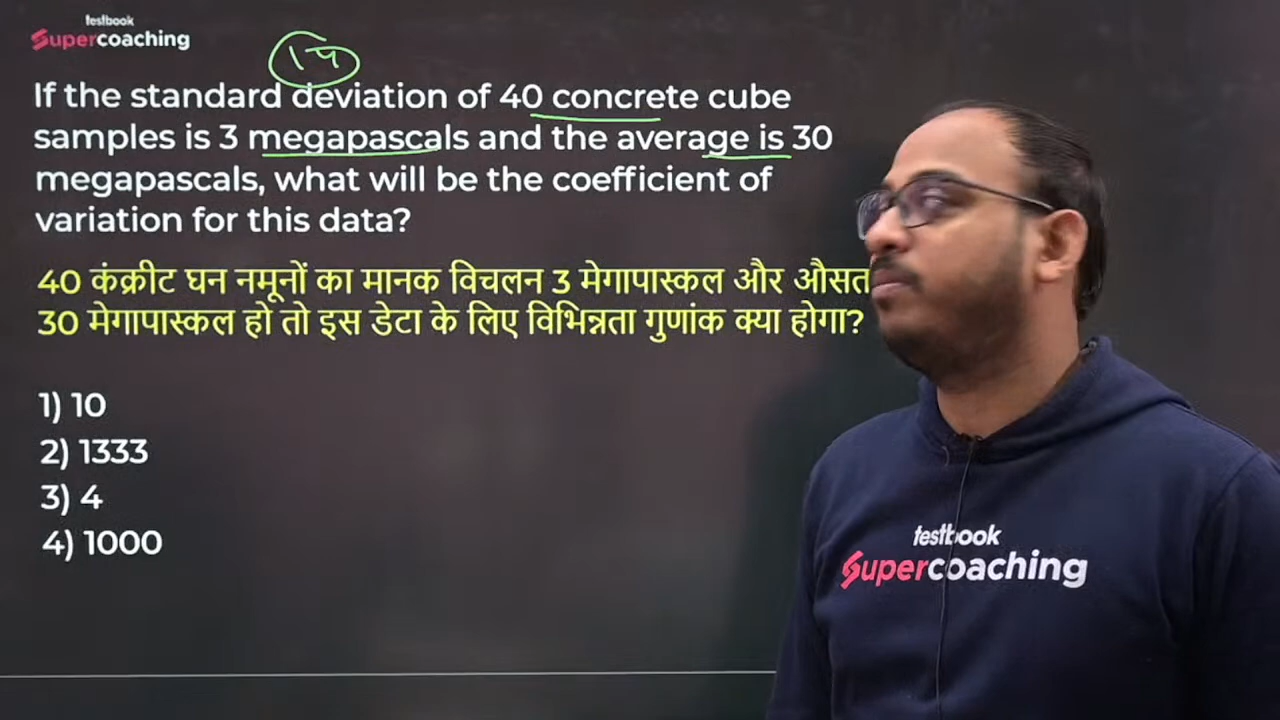 testbook
Supercoaching
19
If the standard deviation of 40 concrete cube
samples is 3 megapascals and the average is 30
megapascals, what will be the coefficient of
variation for this data?
40 कंक्रीट घन नमूनों का मानक विचलन 3 मेगापास्कल और औसत
30 मेगापास्कल हो तो इस डेटा के लिए विभिन्नता गुणांक क्या होगा?
1) 10
2) 1333
3) 4
4) 1000
testbook
Supercoaching